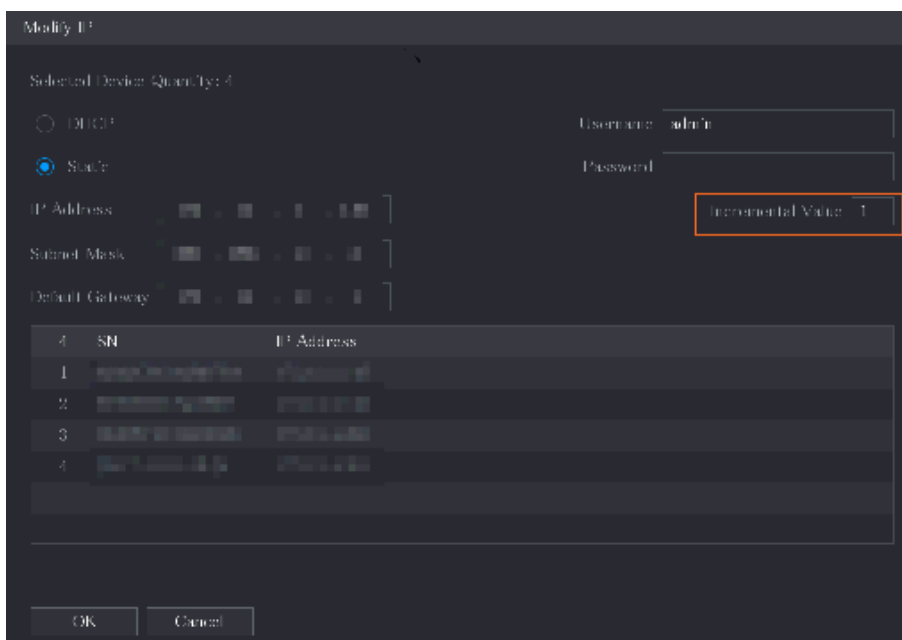 Modify IP
Selected Device Quantity: 4
DHCP
Username admin
Static
Password
IP Address
Incremental Value 1
Subnet Mask
Default Gateway
4 SN IP Address
1
2
3
4
OK Cancel